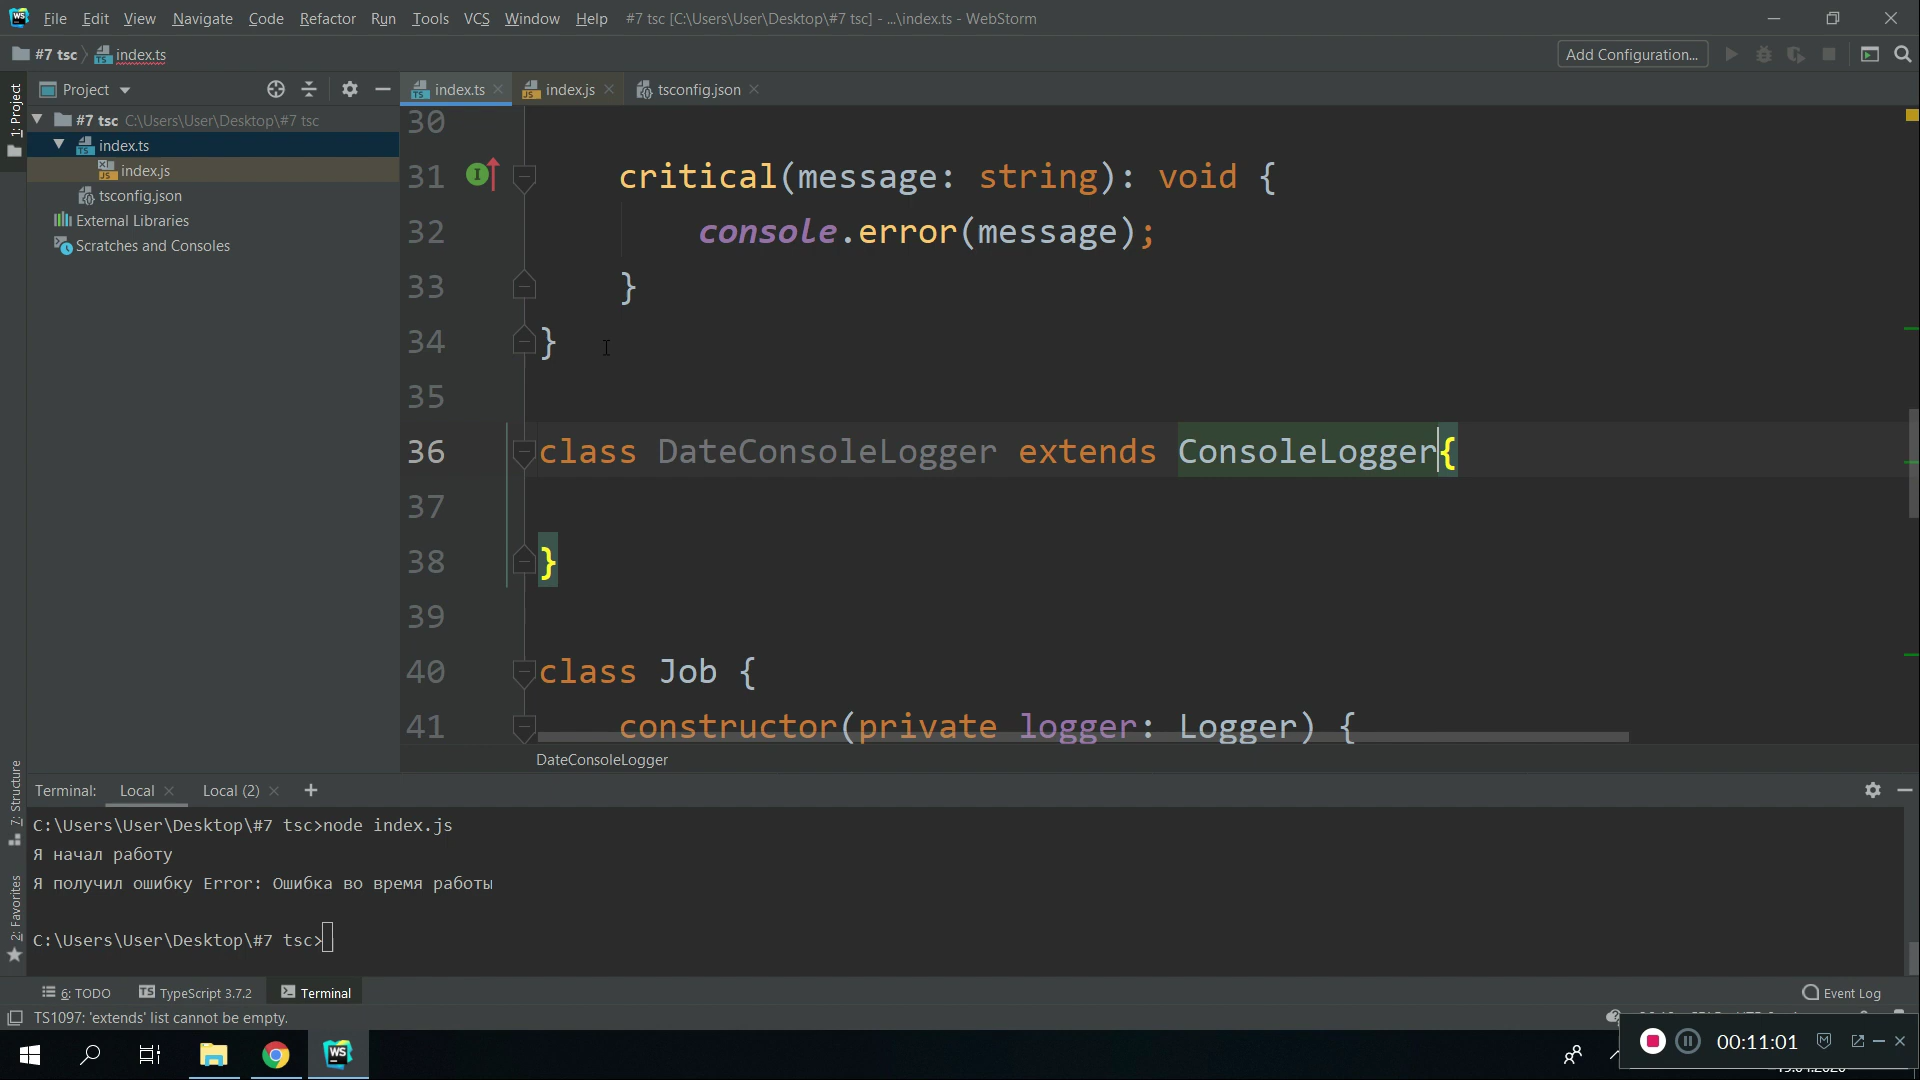 File Edit View Navigate Code Refactor Run Tools VCS Window Help #7 tsc [C:\Users\User\Desktop\#7 tsc] - ...\index.ts - WebStorm
#7 tsc index.ts Add Configuration...
1: Project
Project
index.ts index.js tsconfig.json
#7 tsc C:\Users\User\Desktop\#7 tsc
index.ts
index.js
tsconfig.json
External Libraries
Scratches and Consoles
30
31 critical(message: string): void {
32 console.error(message);
33 }
34 }
35
36 class DateConsoleLogger extends ConsoleLogger{
37
38 }
39
40 class Job {
41 constructor(private logger: Logger) {
DateConsoleLogger
7: Structure
2: Favorites
Terminal: Local Local (2) +
C:\Users\User\Desktop\#7 tsc>node index.js
Я начал работу
Я получил ошибку Error: Ошибка во время работы
C:\Users\User\Desktop\#7 tsc>
6: TODO TypeScript 3.7.2 Terminal Event Log
TS1097: 'extends' list cannot be empty.
00:11:01